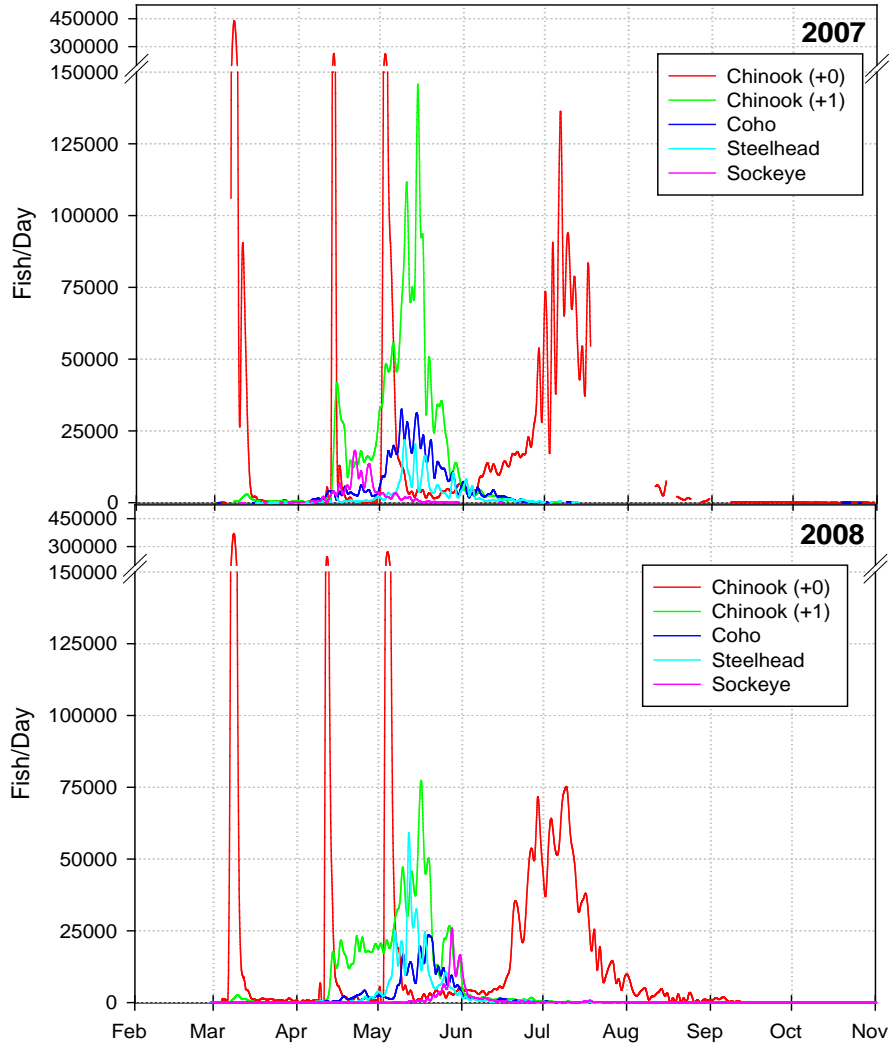 450000
2007
300000
150000
Chinook (+0)
Chinook (+1)
125000
Coho
Steelhead
Sockeye
100000
Fish/Day
75000
50000
25000
0
450000
2008
300000
150000
Chinook (+0)
Chinook (+1)
Coho
125000
Steelhead
Sockeye
100000
Fish/Day
75000
50000
25000
0
Feb Mar Apr May Jun Jul Aug Sep Oct Nov